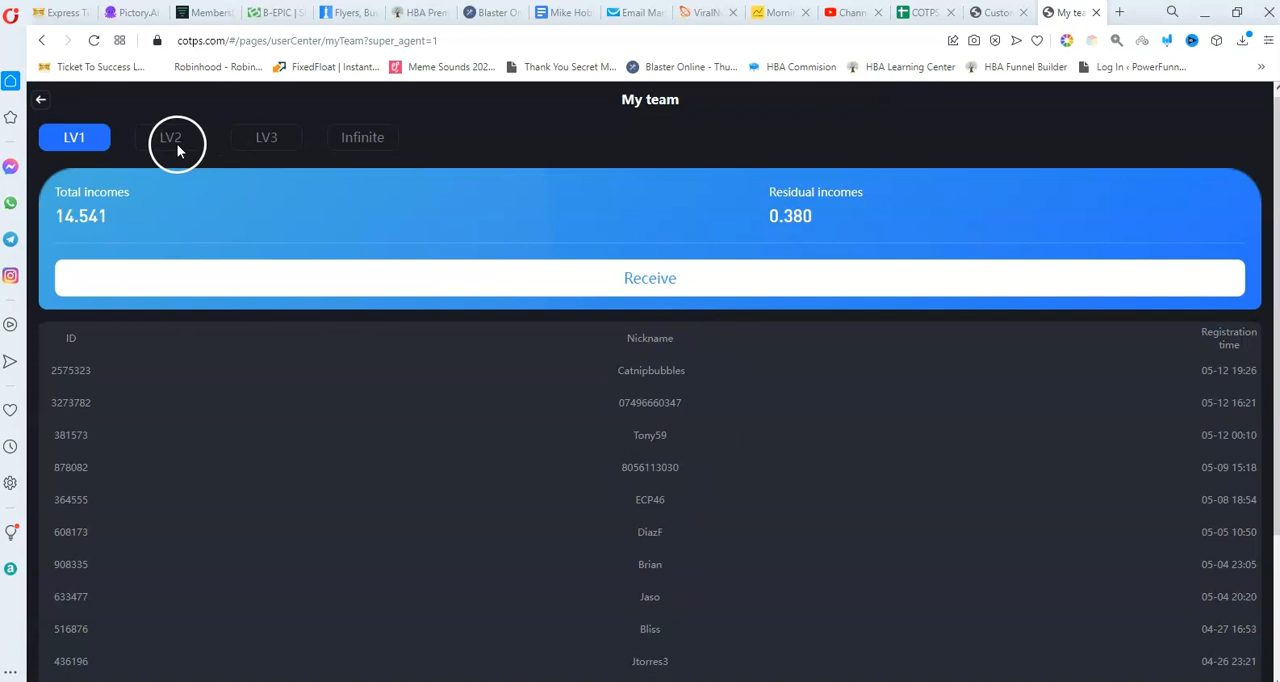 Express Ti Pictory.Ai Members B-EPIC | S Flyers, Bu HBA Prem Blaster O Mike Hob Email Ma ViralN Morni Chann COTPS Custo My tea
cotps.com/#/pages/userCenter/myTeam?super_agent=1
Ticket To Success L... Robinhood - Robin... FixedFloat | Instant... Meme Sounds 202... Thank You Secret M... Blaster Online - Thu... HBA Commision HBA Learning Center HBA Funnel Builder Log In ‹ PowerFunn... »
My team
LV1 LV2 LV3 Infinite
Total incomes Residual incomes
14.541 0.380
Receive
ID Nickname Registration time
2575323 Catnipbubbles 05-12 19:26
3273782 07496660347 05-12 16:21
381573 Tony59 05-12 00:10
878082 8056113030 05-09 15:18
364555 ECP46 05-08 18:54
608173 DiazF 05-05 10:50
908335 Brian 05-04 23:05
633477 Jaso 05-04 20:20
516876 Bliss 04-27 16:53
436196 Jtorres3 04-26 23:21